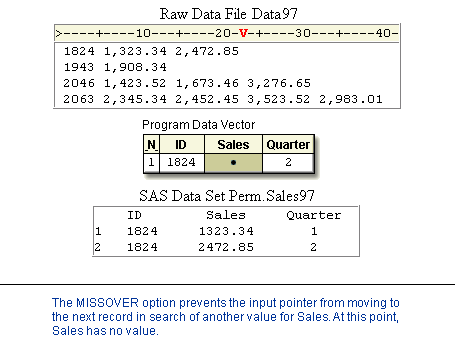 Raw Data File Data97
>----+----10---+----20-V-+----30---+----40-
1824 1,323.34 2,472.85
1943 1,908.34
2046 1,423.52 1,673.46 3,276.65
2063 2,345.34 2,452.45 3,523.52 2,983.01
Program Data Vector
N ID Sales Quarter
1 1824 • 2
SAS Data Set Perm.Sales97
ID Sales Quarter
1 1824 1323.34 1
2 1824 2472.85 2
The MISSOVER option prevents the input pointer from moving to
the next record in search of another value for Sales. At this point,
Sales has no value.